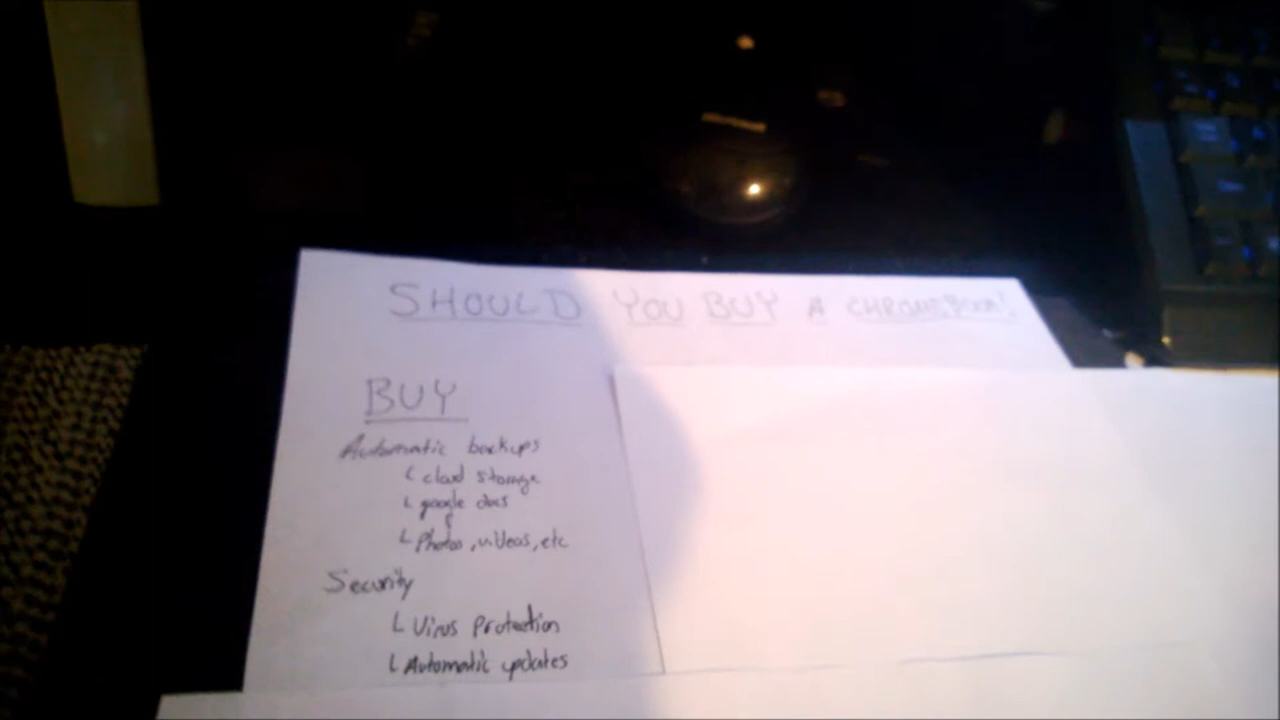 SHOULD YOU BUY A CHROMEBOOK!
BUY
Automatic backups
cloud storage
google docs
Photos, videos, etc
Security
Virus Protection
Automatic updates